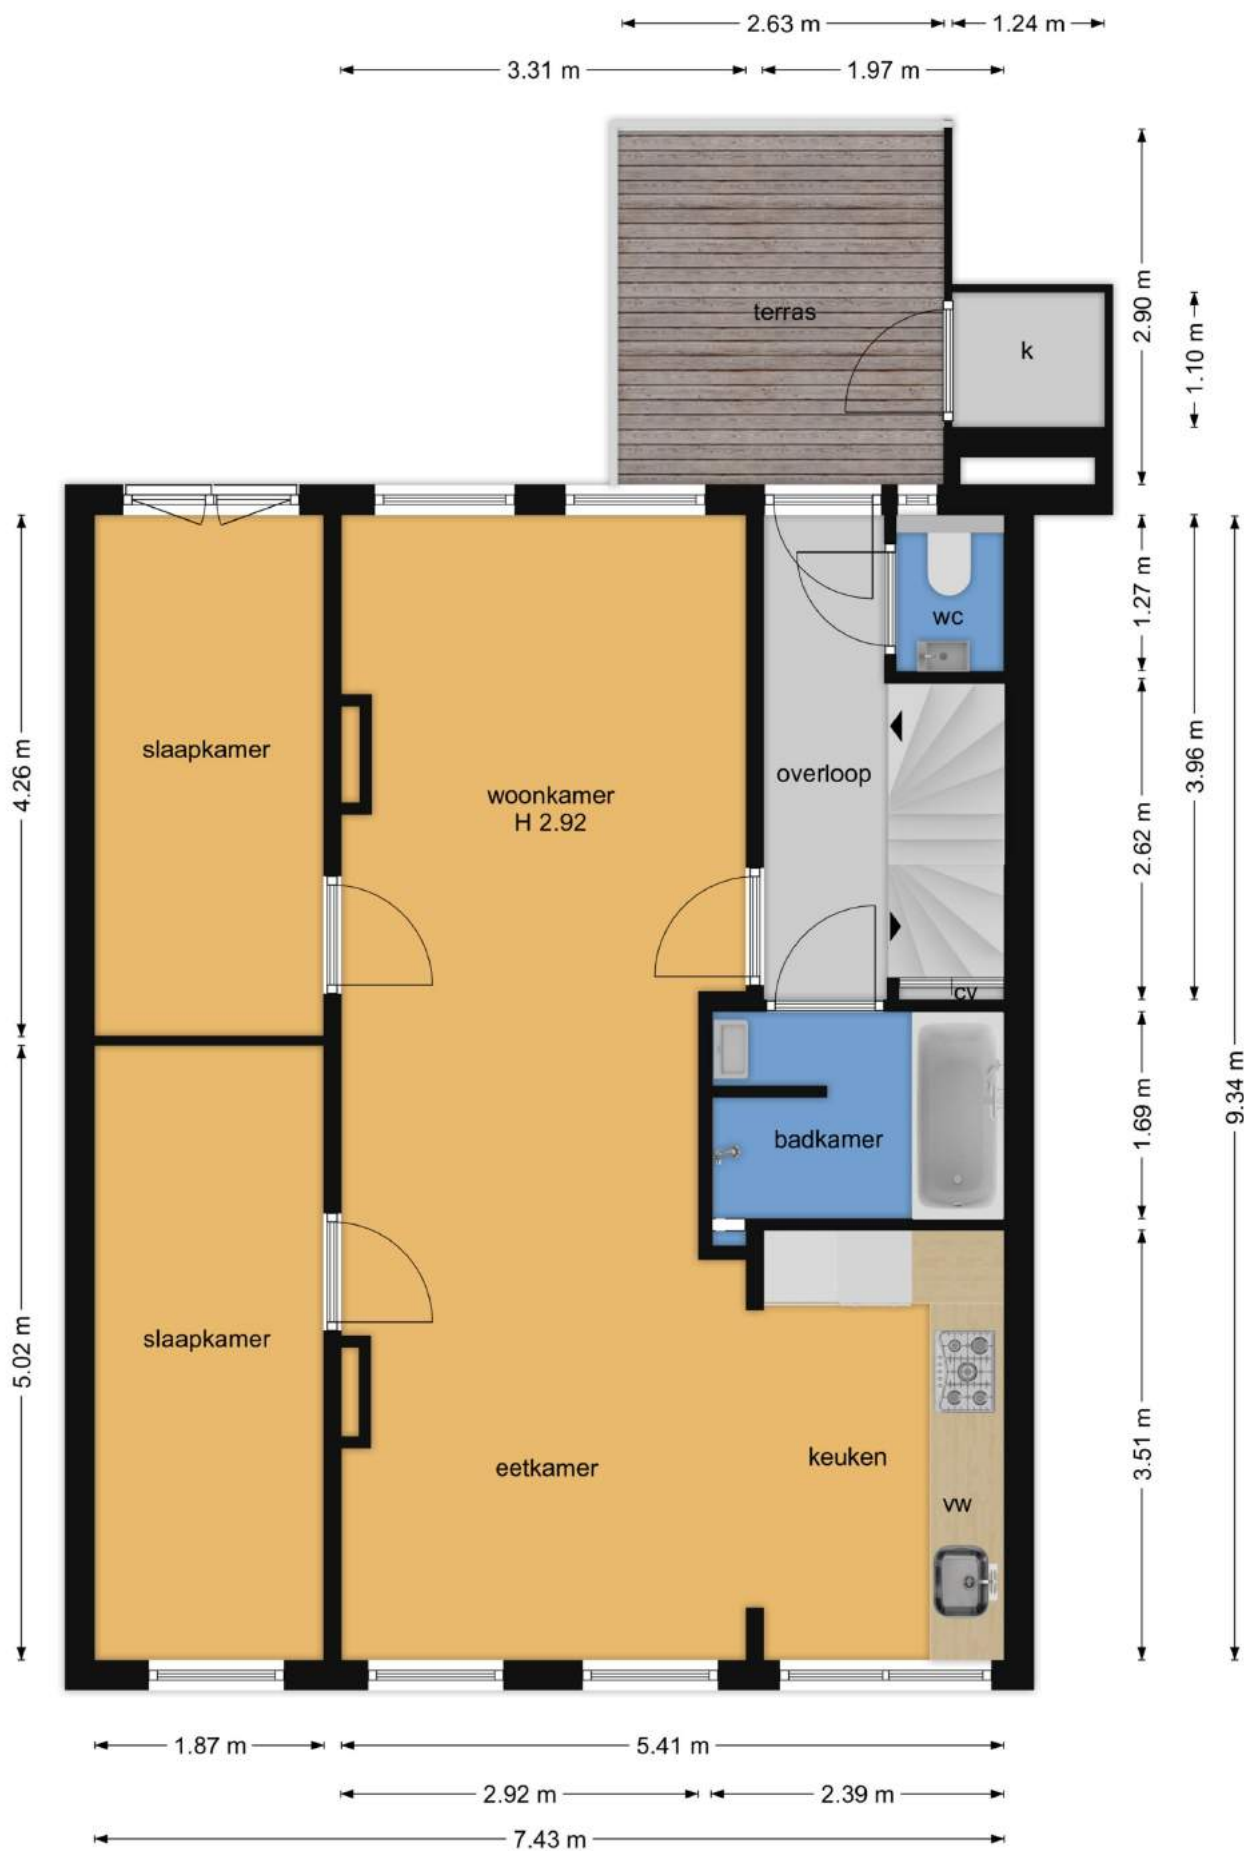 2.63 m
1.24 m
3.31 m
1.97 m
terras
2.90 m
k
1.10 m
wc
1.27 m
slaapkamer
4.26 m
woonkamer
H 2.92
overloop
2.62 m
3.96 m
cv
badkamer
1.69 m
9.34 m
slaapkamer
5.02 m
eetkamer
keuken
3.51 m
vw
1.87 m
5.41 m
2.92 m
2.39 m
7.43 m